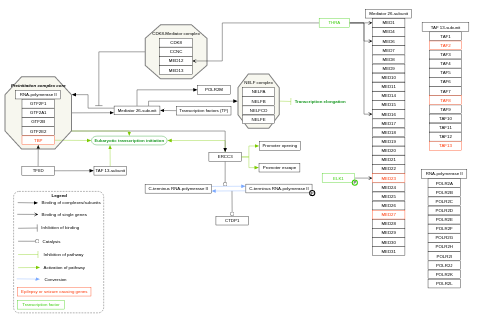 CDK8-Mediator complex
CDK8
CCNC
MED12
MED13
THRA
Mediator 26-subunit
MED1
MED4
MED6
MED7
MED8
MED9
MED10
MED11
MED14
MED15
MED16
MED17
MED18
MED19
MED20
MED21
MED22
MED23
MED24
MED25
MED26
MED27
MED28
MED29
MED30
MED31
TAF 13-subunit
TAF1
TAF2
TAF3
TAF4
TAF5
TAF6
TAF7
TAF8
TAF9
TAF10
TAF11
TAF12
TAF13
Preinitiation complex core
RNA-polymerase II
GTF2F1
GTF2A1
GTF2B
GTF2E2
TBP
TFIID
TAF 13-subunit
POLR2M
Mediator 26-subunit
Transcription factors (TF)
NELF complex
NELFA
NELFB
NELFCD
NELFE
Transcription elongation
Eukaryotic transcription initiation
ERCC3
Promoter opening
Promoter escape
C-terminus RNA-polymerase II
C-terminus RNA-polymerase II
P
CTDP1
ELK1
P
RNA-polymerase II
POLR2A
POLR2B
POLR2C
POLR2D
POLR2E
POLR2F
POLR2G
POLR2H
POLR2I
POLR2J
POLR2K
POLR2L
Legend
Binding of complexes/subunits
Binding of single genes
Inhibition of binding
Catalysis
Inhibition of pathway
Activation of pathway
Conversion
Epilepsy or seizure causing genes
Transcription factor